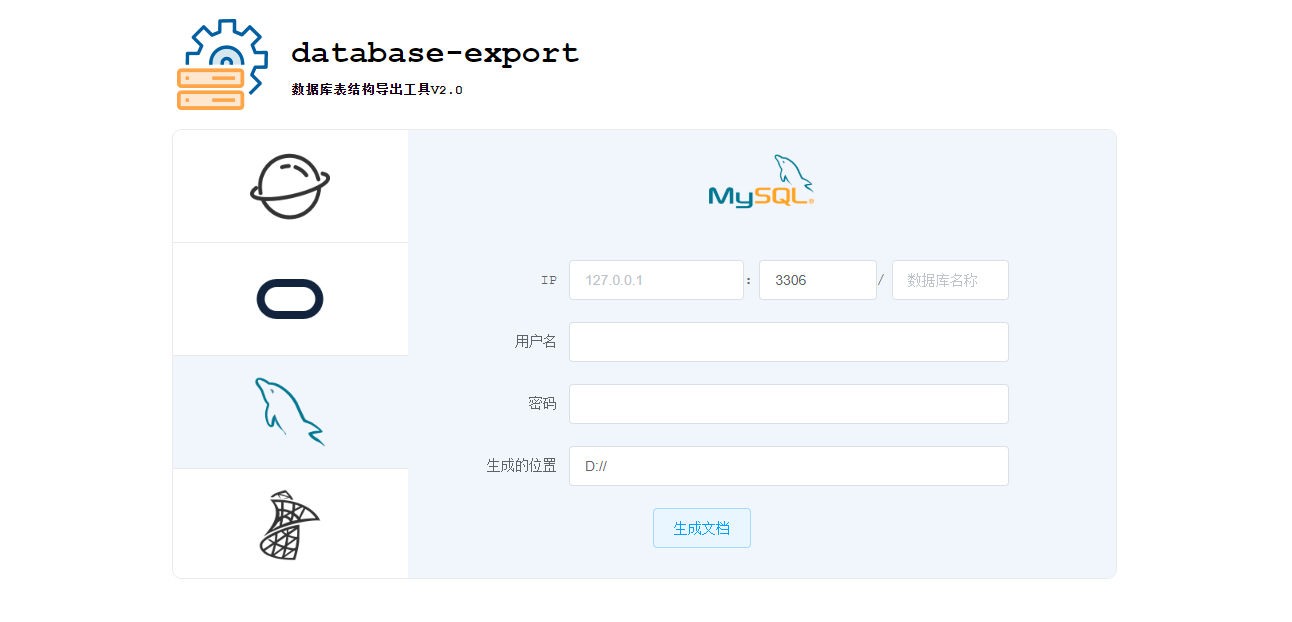 database-export
数据库表结构导出工具V2.0
MySQL
IP 127.0.0.1 : 3306 / 数据库名称
用户名
密码
生成的位置 D://
生成文档